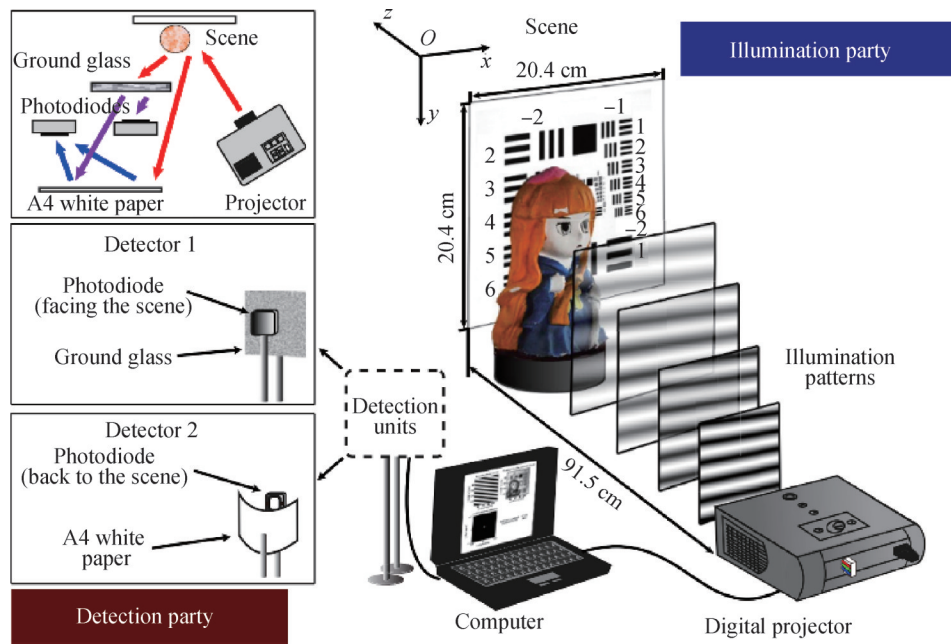 Scene
Ground glass
Photodiodes
A4 white paper
Projector
Detector 1
Photodiode
(facing the scene)
Ground glass
Detector 2
Photodiode
(back to the scene)
A4 white
paper
Detection party
Detection
units
z
O
x
y
Scene
20.4 cm
20.4 cm
−2
−1
2
3
4
5
6
1
2
3
4
5
6
−2
1
Illumination party
Illumination
patterns
91.5 cm
Computer
Digital projector